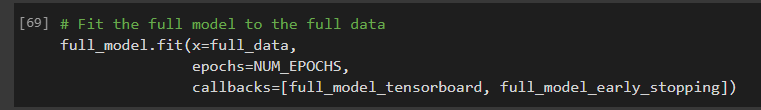 [69] # Fit the full model to the full data
full_model.fit(x=full_data,
               epochs=NUM_EPOCHS,
               callbacks=[full_model_tensorboard, full_model_early_stopping])